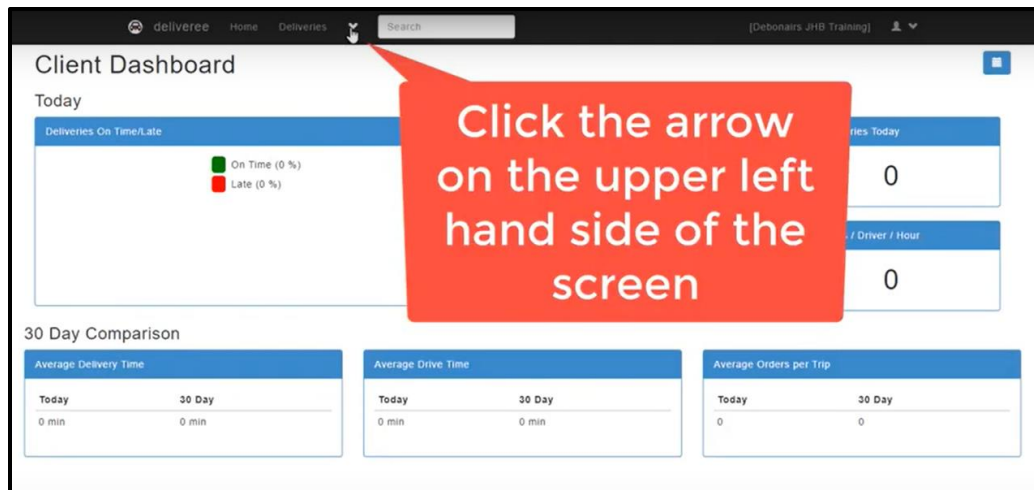 deliveree Home Deliveries Search [Debonairs JHB Training]
Client Dashboard
Today
Deliveries On Time/Late
On Time (0 %)
Late (0 %)
Click the arrow
on the upper left
hand side of the
screen
ries Today
0
/ Driver / Hour
0
30 Day Comparison
Average Delivery Time
Today 30 Day
0 min 0 min
Average Drive Time
Today 30 Day
0 min 0 min
Average Orders per Trip
Today 30 Day
0 0